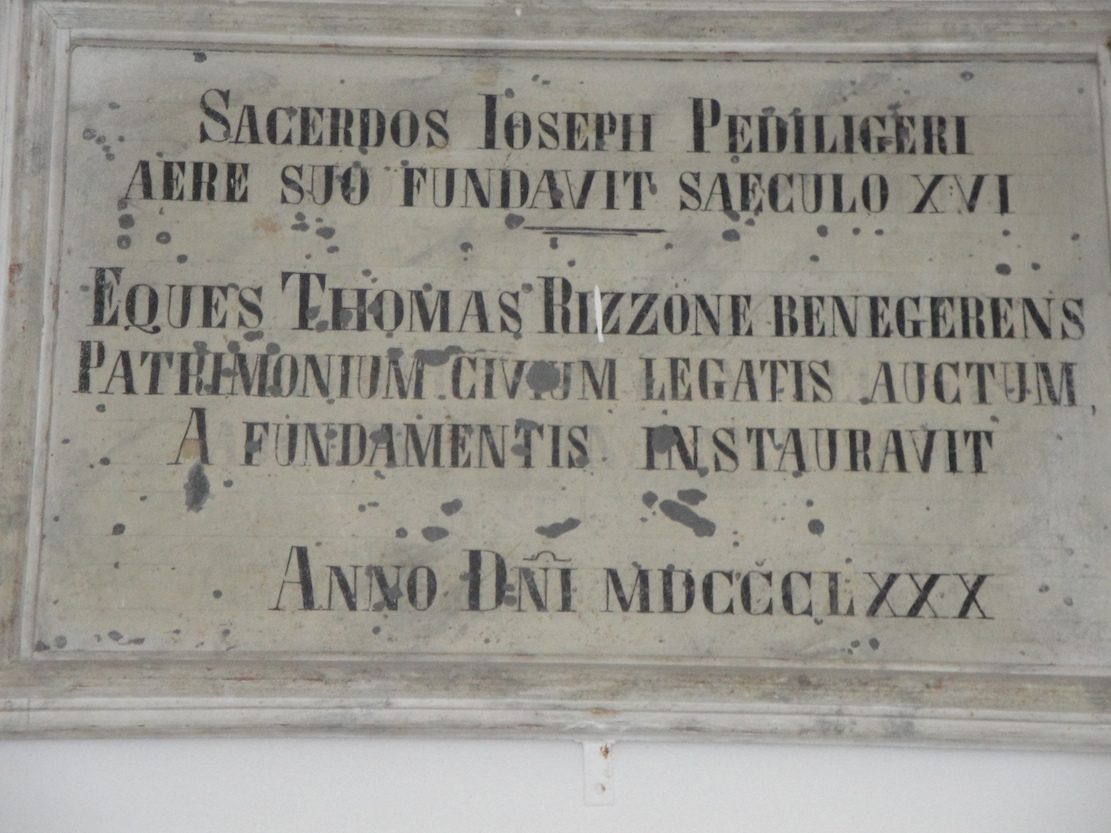 SACERDOS IOSEPH PEDILIGERI
AERE SUO FUNDAVIT SAECULO XVI
EQUES THOMAS RIZZONE BENEGERENS
PATRIMONIUM CIVIUM LEGATIS AUCTUM,
A FUNDAMENTIS INSTAURAVIT
ANNO DÑI MDCCCLXXX